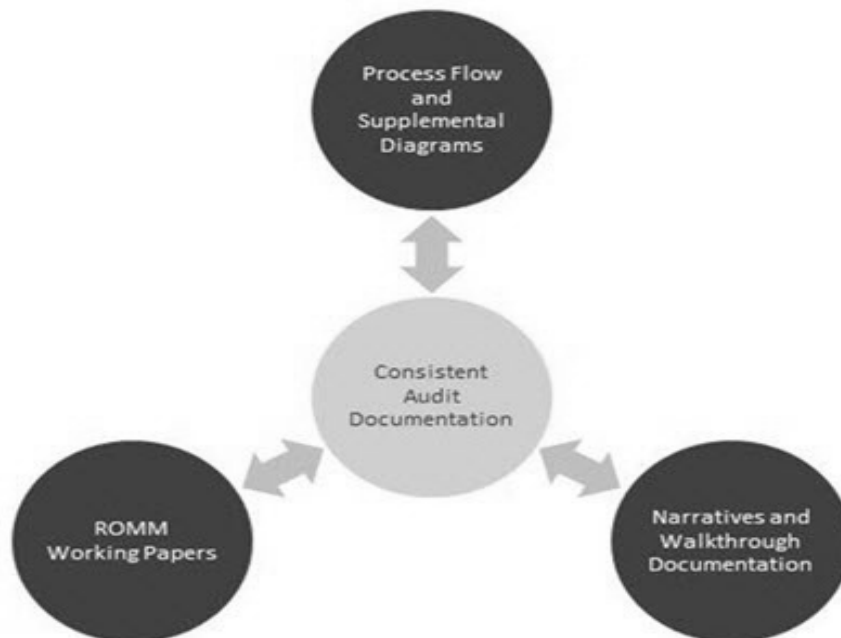 Process Flow
and
Supplemental
Diagrams
Consistent
Audit
Documentation
ROMM
Working Papers
Narratives and
Walkthrough
Documentation